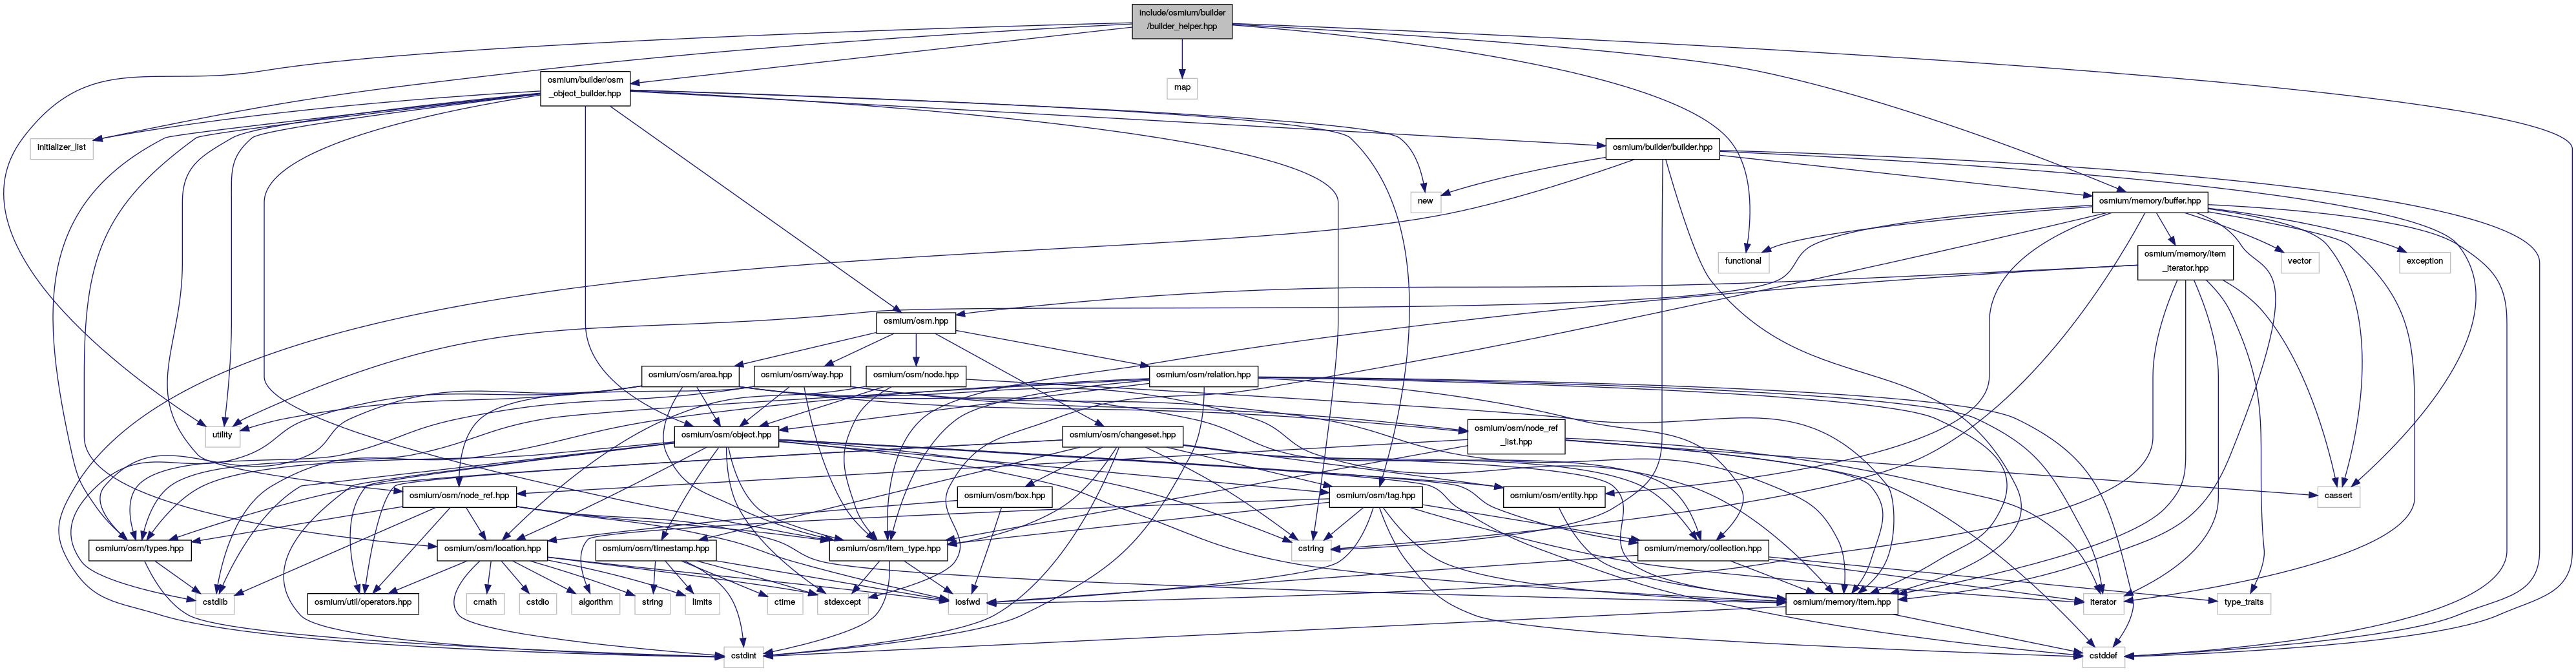 include/osmium/builder
/builder_helper.hpp
osmium/builder/osm
_object_builder.hpp
map
initializer_list
osmium/builder/builder.hpp
new
osmium/memory/buffer.hpp
functional
osmium/memory/item
_iterator.hpp
vector
exception
osmium/osm.hpp
osmium/osm/area.hpp
osmium/osm/way.hpp
osmium/osm/node.hpp
osmium/osm/relation.hpp
utility
osmium/osm/object.hpp
osmium/osm/changeset.hpp
osmium/osm/node_ref
_list.hpp
osmium/osm/node_ref.hpp
osmium/osm/box.hpp
osmium/osm/tag.hpp
osmium/osm/entity.hpp
cassert
osmium/osm/types.hpp
osmium/osm/location.hpp
osmium/osm/timestamp.hpp
osmium/osm/item_type.hpp
cstring
osmium/memory/collection.hpp
cstdlib
osmium/util/operators.hpp
cmath
cstdio
algorithm
string
limits
ctime
stdexcept
iosfwd
osmium/memory/item.hpp
iterator
type_traits
cstdint
cstddef